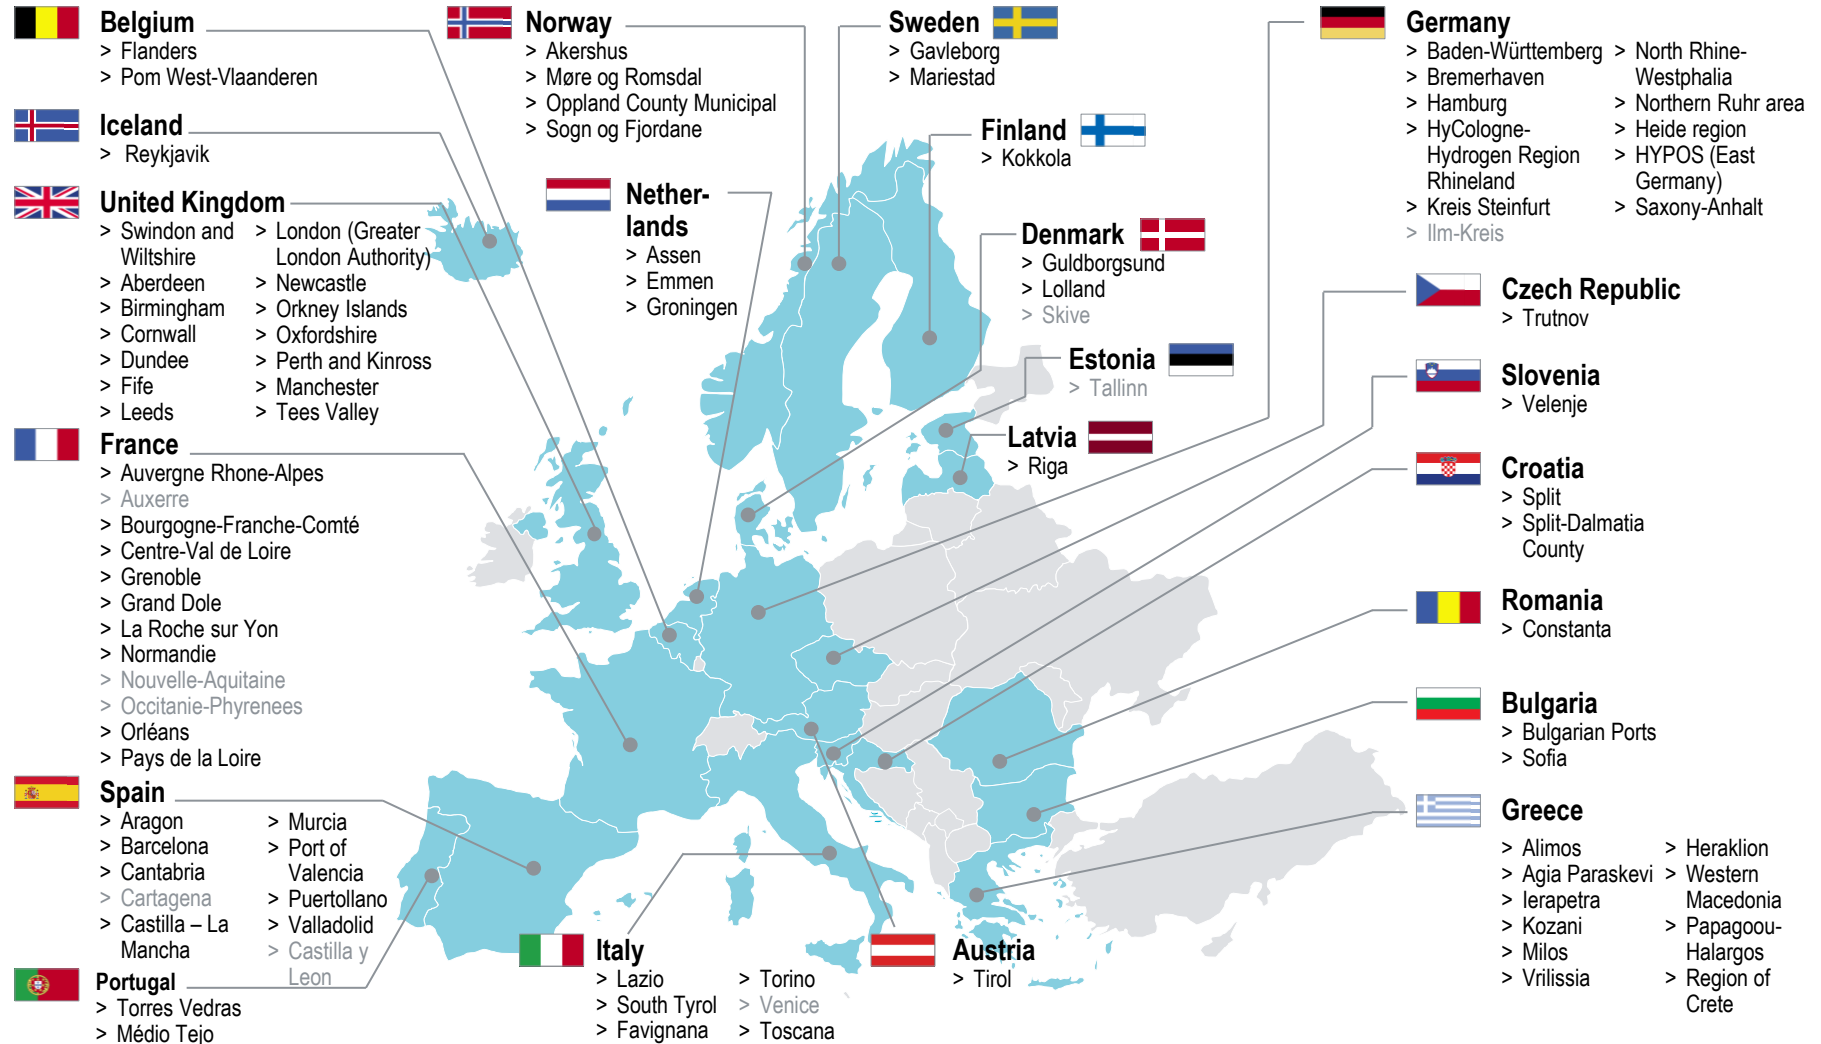 Belgium
> Flanders
> Pom West-Vlaanderen
Iceland
> Reykjavik
United Kingdom
> Swindon and
Wiltshire
> Aberdeen
> Birmingham
> Cornwall
> Dundee
> Fife
> Leeds
> London (Greater
London Authority)
> Newcastle
> Orkney Islands
> Oxfordshire
> Perth and Kinross
> Manchester
> Tees Valley
France
> Auvergne Rhone-Alpes
> Auxerre
> Bourgogne-Franche-Comté
> Centre-Val de Loire
> Grenoble
> Grand Dole
> La Roche sur Yon
> Normandie
> Nouvelle-Aquitaine
> Occitanie-Phyrenees
> Orléans
> Pays de la Loire
Spain
> Aragon
> Barcelona
> Cantabria
> Cartagena
> Castilla – La
Mancha
> Murcia
> Port of
Valencia
> Puertollano
> Valladolid
> Castilla y
Leon
Portugal
> Torres Vedras
> Médio Tejo
Norway
> Akershus
> Møre og Romsdal
> Oppland County Municipal
> Sogn og Fjordane
Nether-
lands
> Assen
> Emmen
> Groningen
Sweden
> Gavleborg
> Mariestad
Finland
> Kokkola
Denmark
> Guldborgsund
> Lolland
> Skive
Estonia
> Tallinn
Latvia
> Riga
Italy
> Lazio
> South Tyrol
> Favignana
> Torino
> Venice
> Toscana
Austria
> Tirol
Germany
> Baden-Württemberg
> Bremerhaven
> Hamburg
> HyCologne-
Hydrogen Region
Rhineland
> Kreis Steinfurt
> Ilm-Kreis
> North Rhine-
Westphalia
> Northern Ruhr area
> Heide region
> HYPOS (East
Germany)
> Saxony-Anhalt
Czech Republic
> Trutnov
Slovenia
> Velenje
Croatia
> Split
> Split-Dalmatia
County
Romania
> Constanta
Bulgaria
> Bulgarian Ports
> Sofia
Greece
> Alimos
> Agia Paraskevi
> Ierapetra
> Kozani
> Milos
> Vrilissia
> Heraklion
> Western
Macedonia
> Papagoou-
Halargos
> Region of
Crete